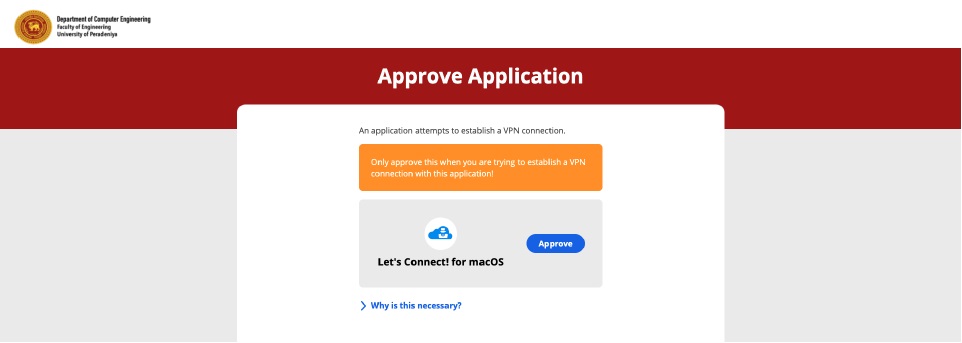 Department of Computer Engineering
Faculty of Engineering
University of Peradeniya
Approve Application
An application attempts to establish a VPN connection.
Only approve this when you are trying to establish a VPN
connection with this application!
Approve
Let's Connect! for macOS
Why is this necessary?